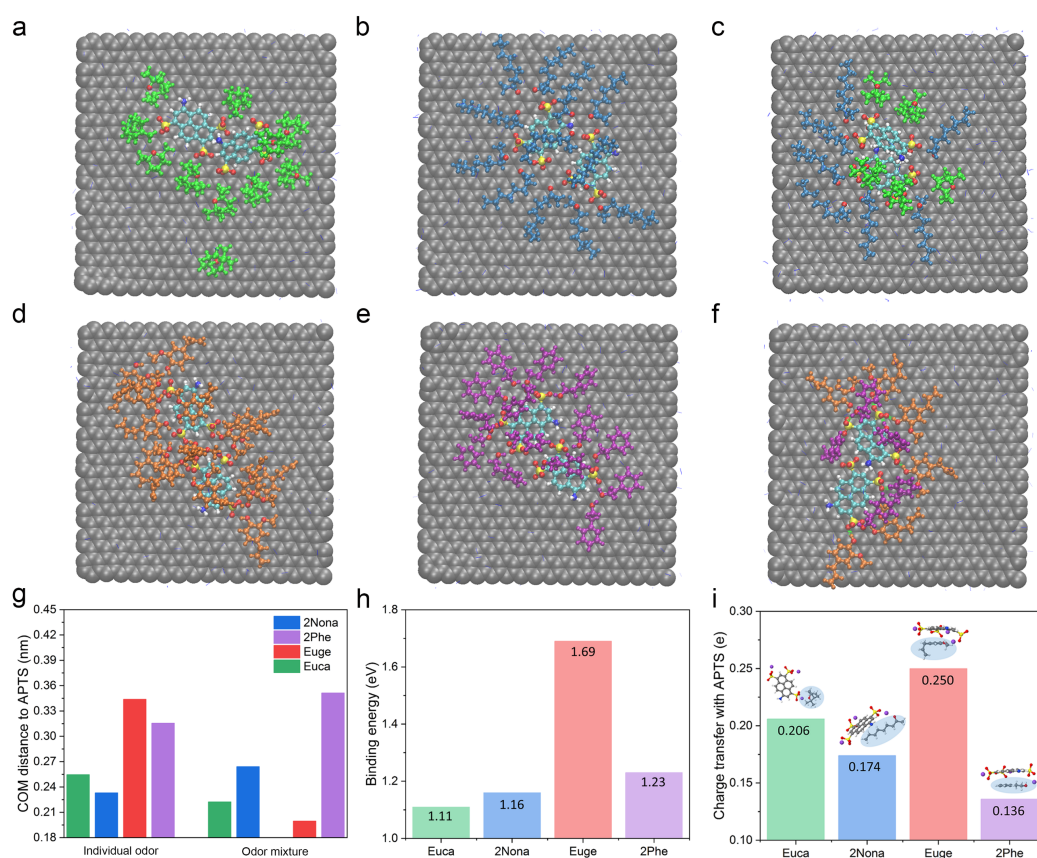 a
b
c
d
e
f
g
COM distance to APTS (nm)
0.45
0.42
0.39
0.36
0.33
0.30
0.27
0.24
0.21
0.18
2Nona
2Phe
Euge
Euca
Individual odor
Odor mixture
h
Binding energy (eV)
1.8
1.6
1.4
1.2
1.0
1.11
1.16
1.69
1.23
Euca
2Nona
Euge
2Phe
i
Charge transfer with APTS (e)
0.30
0.25
0.20
0.15
0.10
0.206
0.174
0.250
0.136
Euca
2Nona
Euge
2Phe